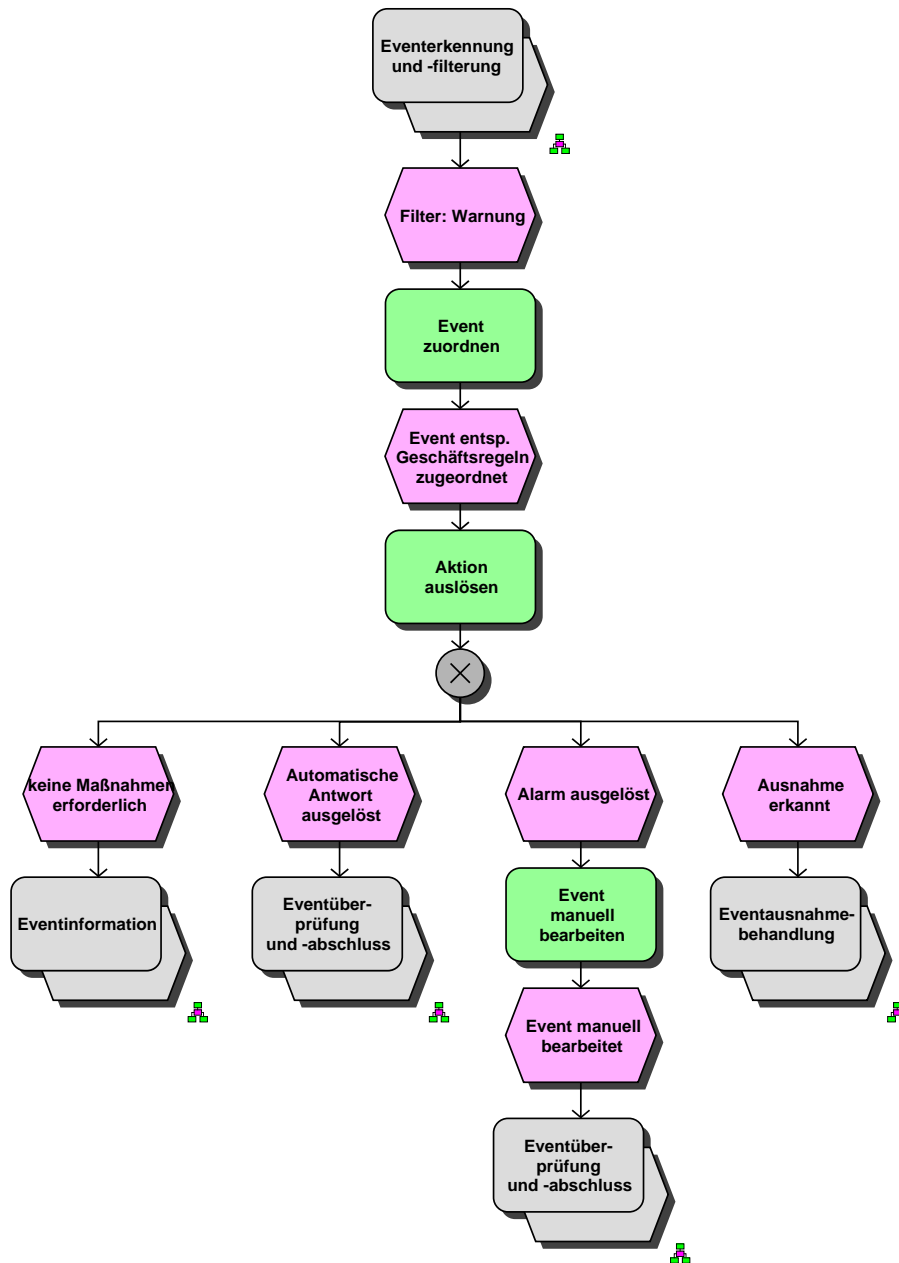 Eventerkennung
und -filterung
Filter: Warnung
Event
zuordnen
Event entsp.
Geschäftsregeln
zugeordnet
Aktion
auslösen
keine Maßnahmen
erforderlich
Automatische
Antwort
ausgelöst
Alarm ausgelöst
Ausnahme
erkannt
Eventinformation
Eventüber-
prüfung
und -abschluss
Event
manuell
bearbeiten
Eventausnahme-
behandlung
Event manuell
bearbeitet
Eventüber-
prüfung
und -abschluss